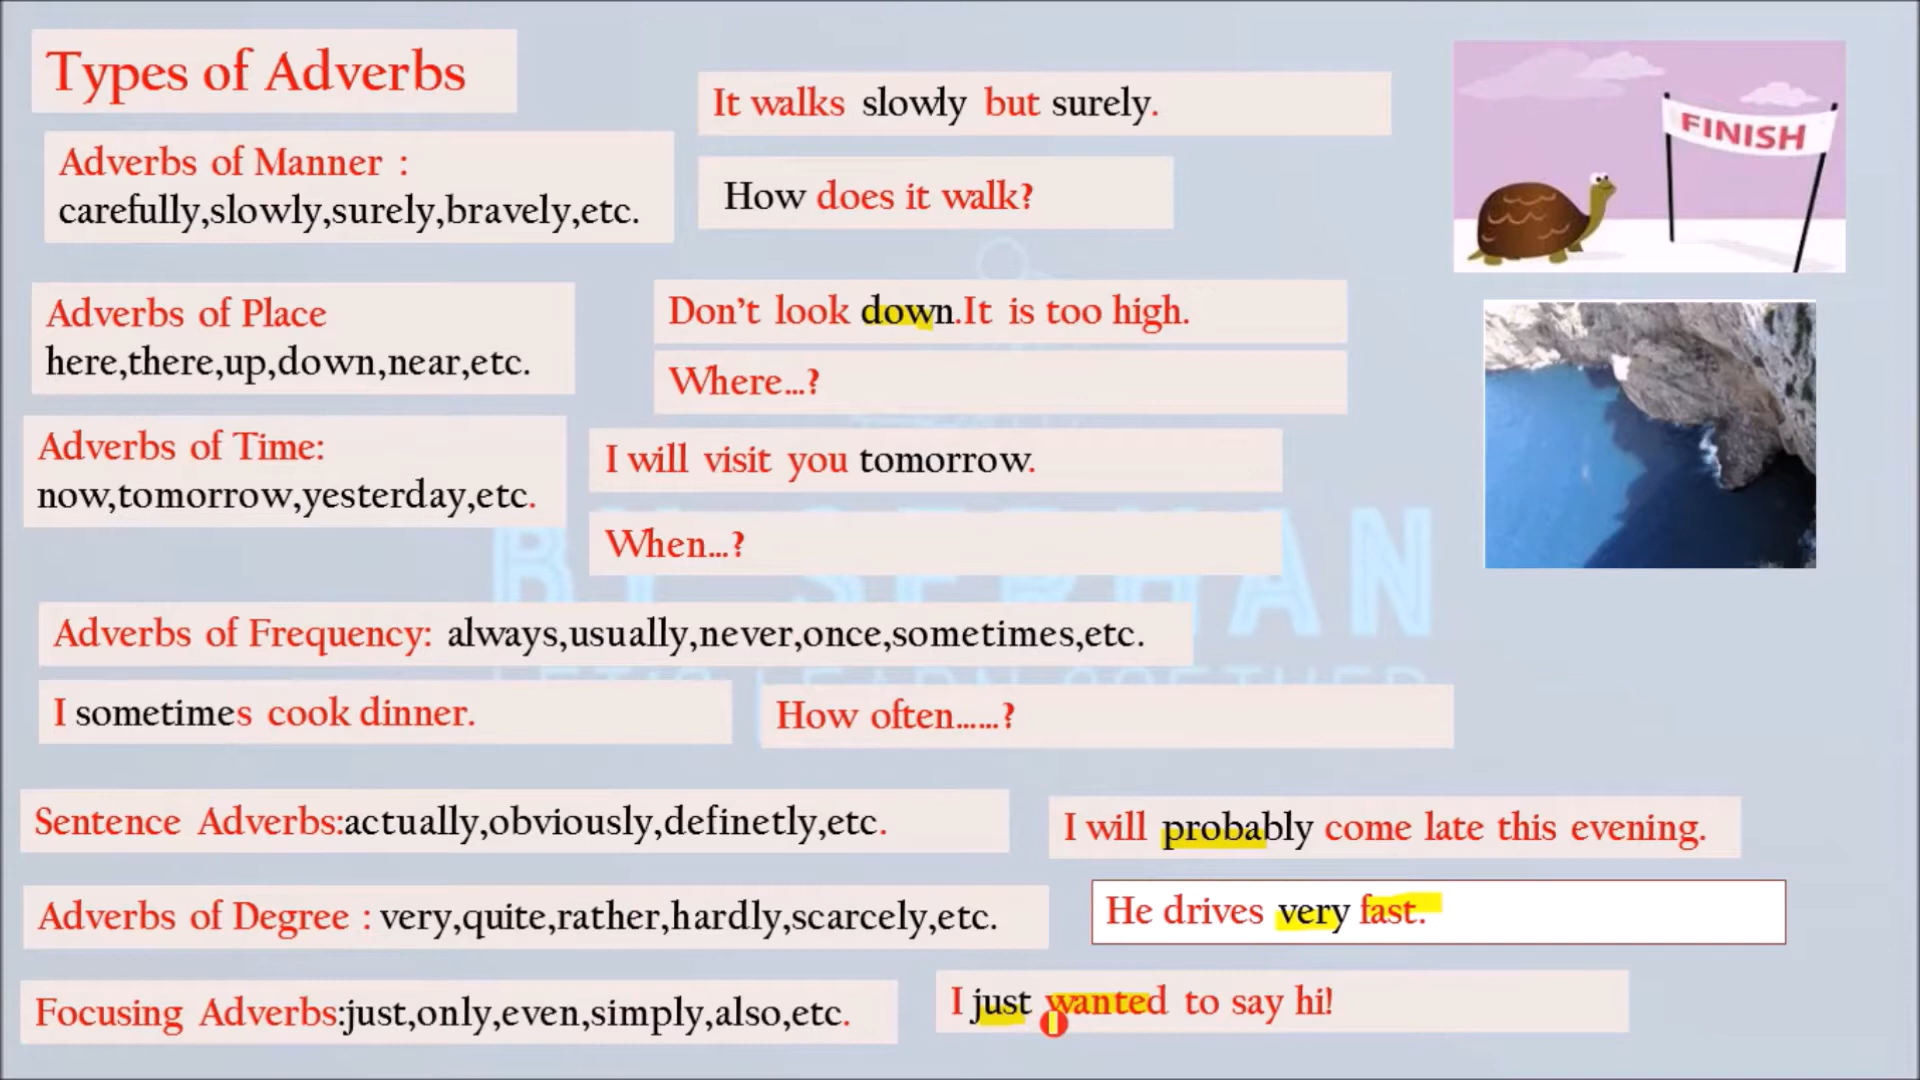 Types of Adverbs
It walks slowly but surely.
FINISH
Adverbs of Manner :
carefully,slowly,surely,bravely,etc.
How does it walk?
Adverbs of Place
here,there,up,down,near,etc.
Don't look down.It is too high.
Where...?
Adverbs of Time:
now,tomorrow,yesterday,etc.
I will visit you tomorrow.
When...?
BY SERHAN
Adverbs of Frequency: always,usually,never,once,sometimes,etc.
I sometimes cook dinner.
How often......?
Sentence Adverbs:actually,obviously,definetly,etc.
I will probably come late this evening.
Adverbs of Degree : very,quite,rather,hardly,scarcely,etc.
He drives very fast.
Focusing Adverbs:just,only,even,simply,also,etc.
I just wanted to say hi!